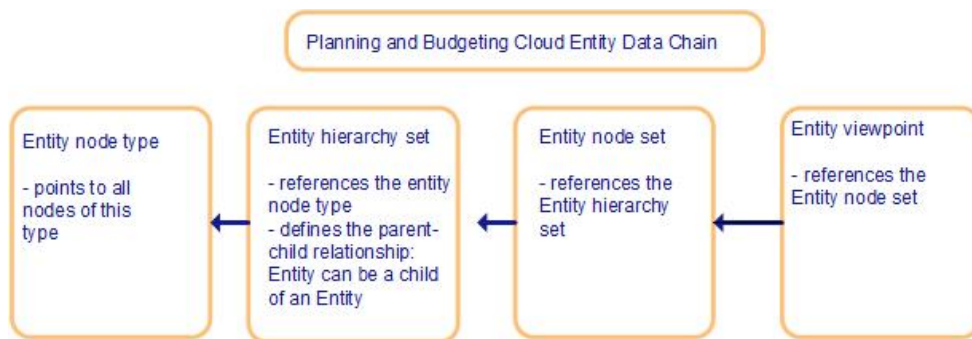 Planning and Budgeting Cloud Entity Data Chain
Entity node type
- points to all
nodes of this
type
Entity hierarchy set
- references the entity
node type
- defines the parent-
child relationship:
Entity can be a child
of an Entity
Entity node set
- references the
Entity hierarchy
set
Entity viewpoint
- references the
Entity node set